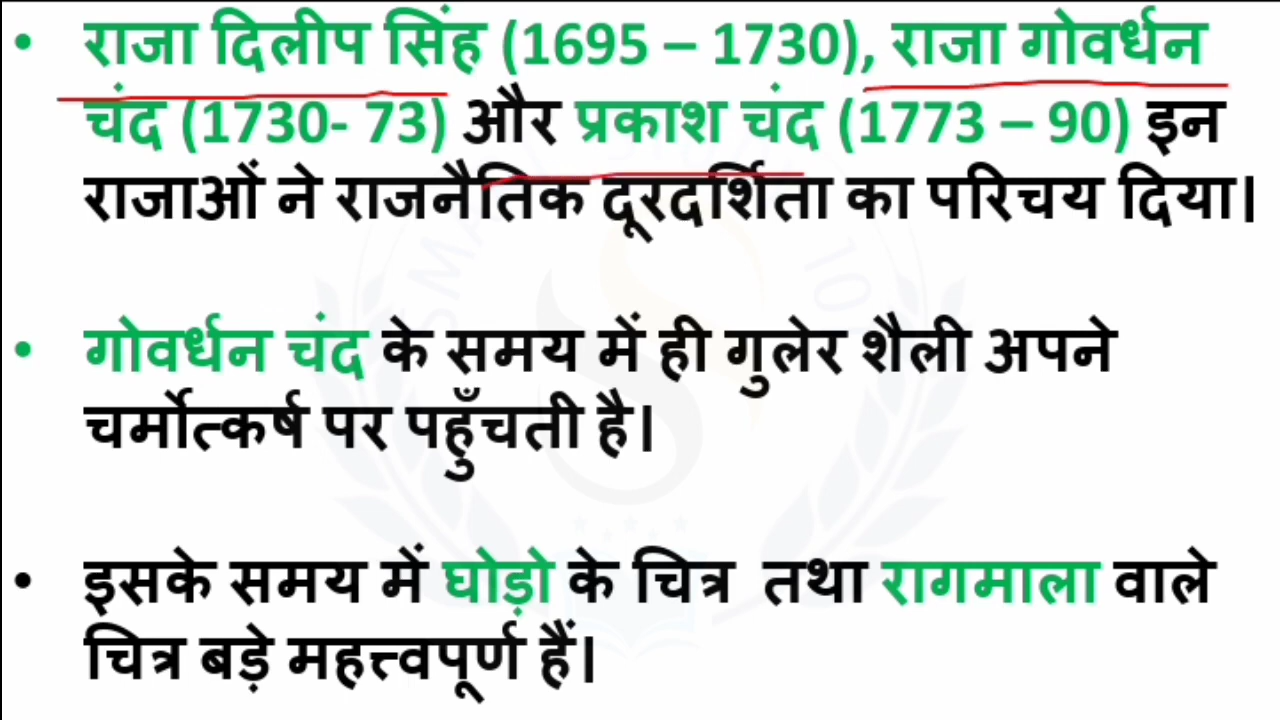 • राजा दिलीप सिंह (1695 – 1730), राजा गोवर्धन
चंद (1730- 73) और प्रकाश चंद (1773 – 90) इन
राजाओं ने राजनैतिक दूरदर्शिता का परिचय दिया।
• गोवर्धन चंद के समय में ही गुलेर शैली अपने
चर्मोत्कर्ष पर पहुँचती है।
• इसके समय में घोड़ो के चित्र तथा रागमाला वाले
चित्र बड़े महत्त्वपूर्ण हैं।